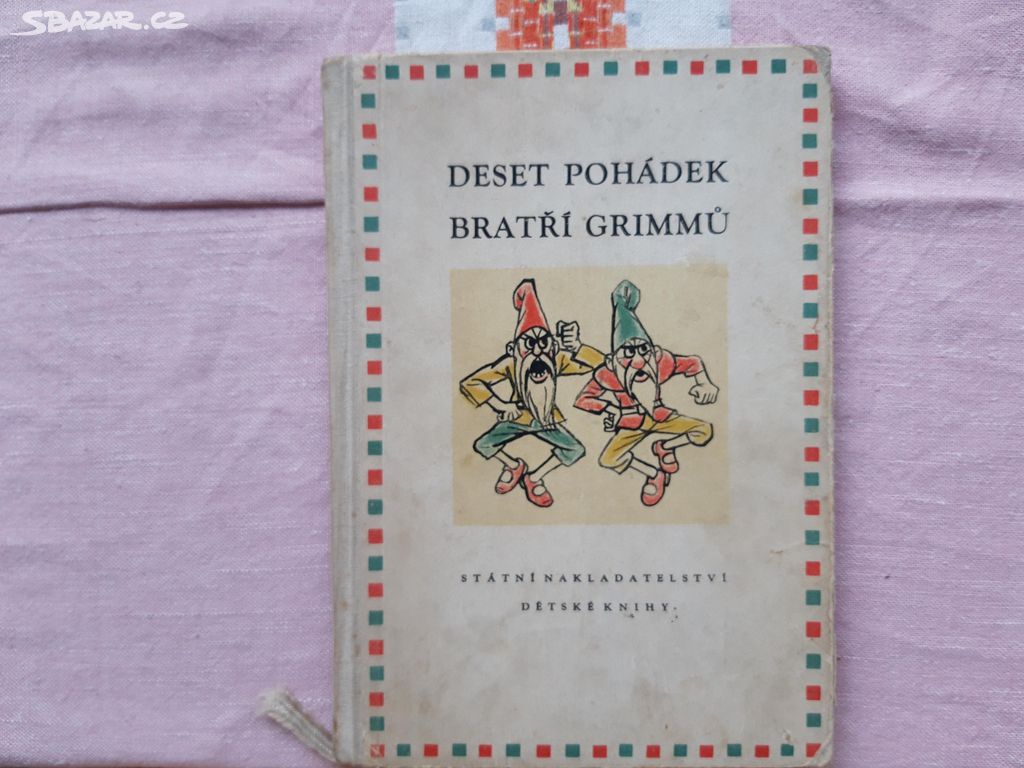 SBAZAR.CZ
DESET POHÁDEK
BRATŘÍ GRIMMŮ
STÁTNÍ NAKLADATELSTVÍ
DĚTSKÉ KNIHY